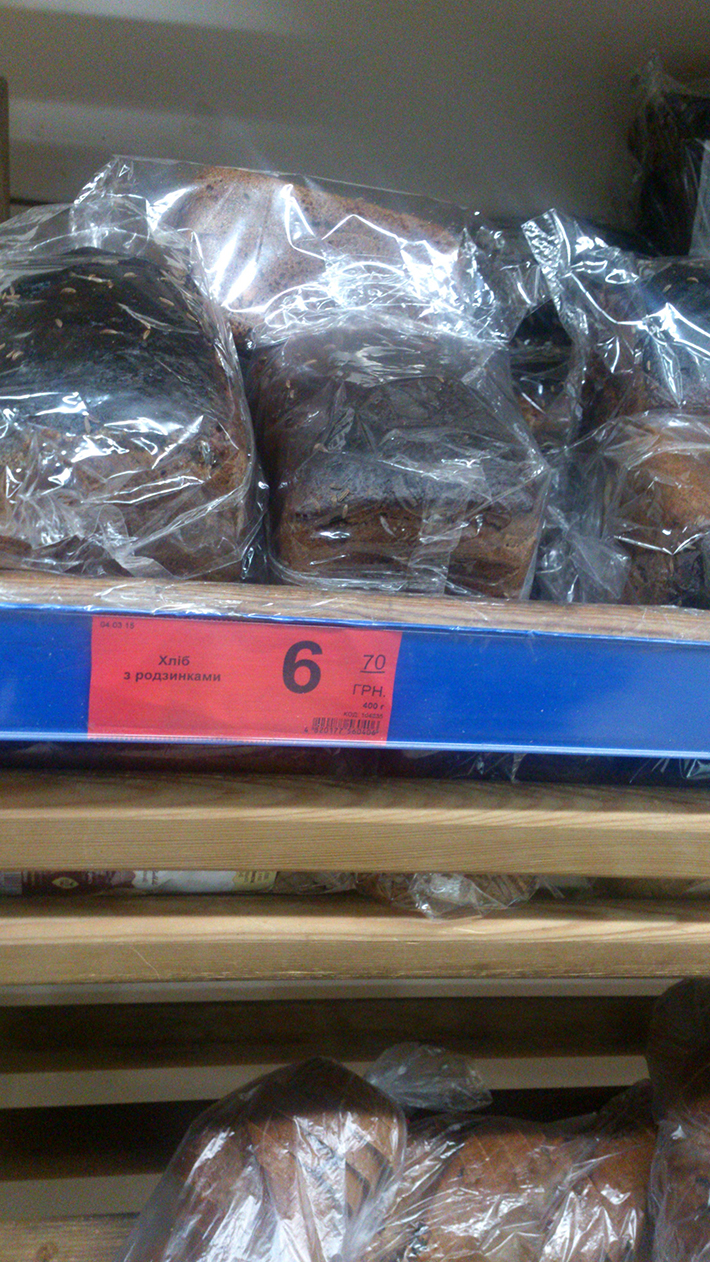 04.03 15
Хліб
з родзинками
6 70
ГРН.
400 г